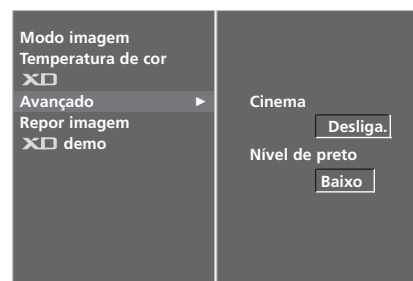 Modo imagem
Temperatura de cor
XD
Avançado ►
Repor imagem
XD demo
Cinema
Desliga.
Nível de preto
Baixo